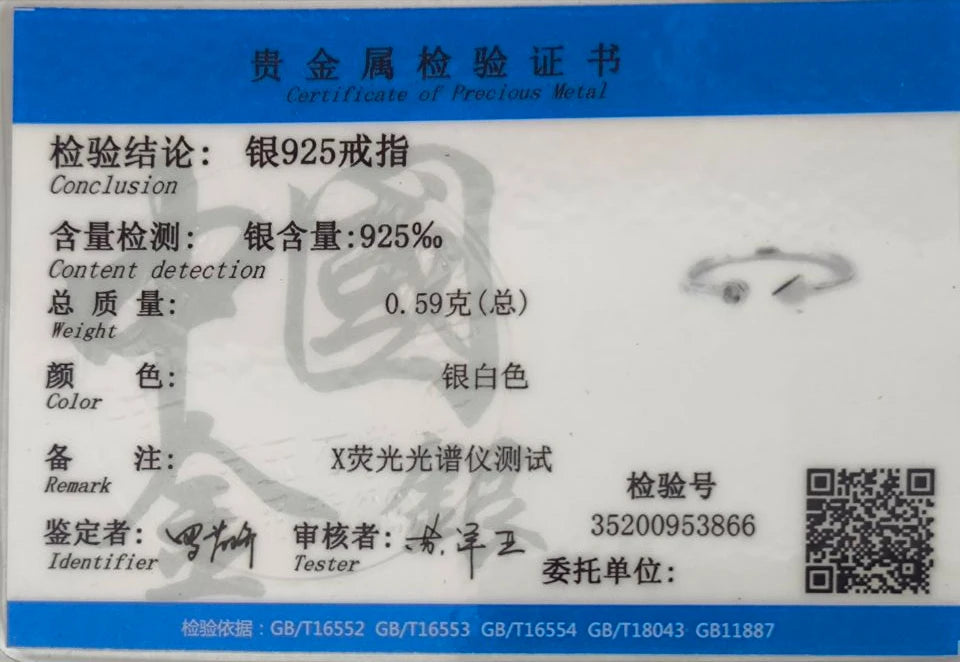 贵金属检验证书
Certificate of Precious Metal
检验结论: 银925戒指
Conclusion
含量检测: 银含量:925‰
Content detection
总质量: 0.59克(总)
Weight
颜色: 银白色
Color
备注: X荧光光谱仪测试
Remark
检验号
35200953866
鉴定者: 审核者:
Identifier Tester
委托单位:
检验依据：GB/T16552 GB/T16553 GB/T16554 GB/T18043 GB11887
中國
金銀